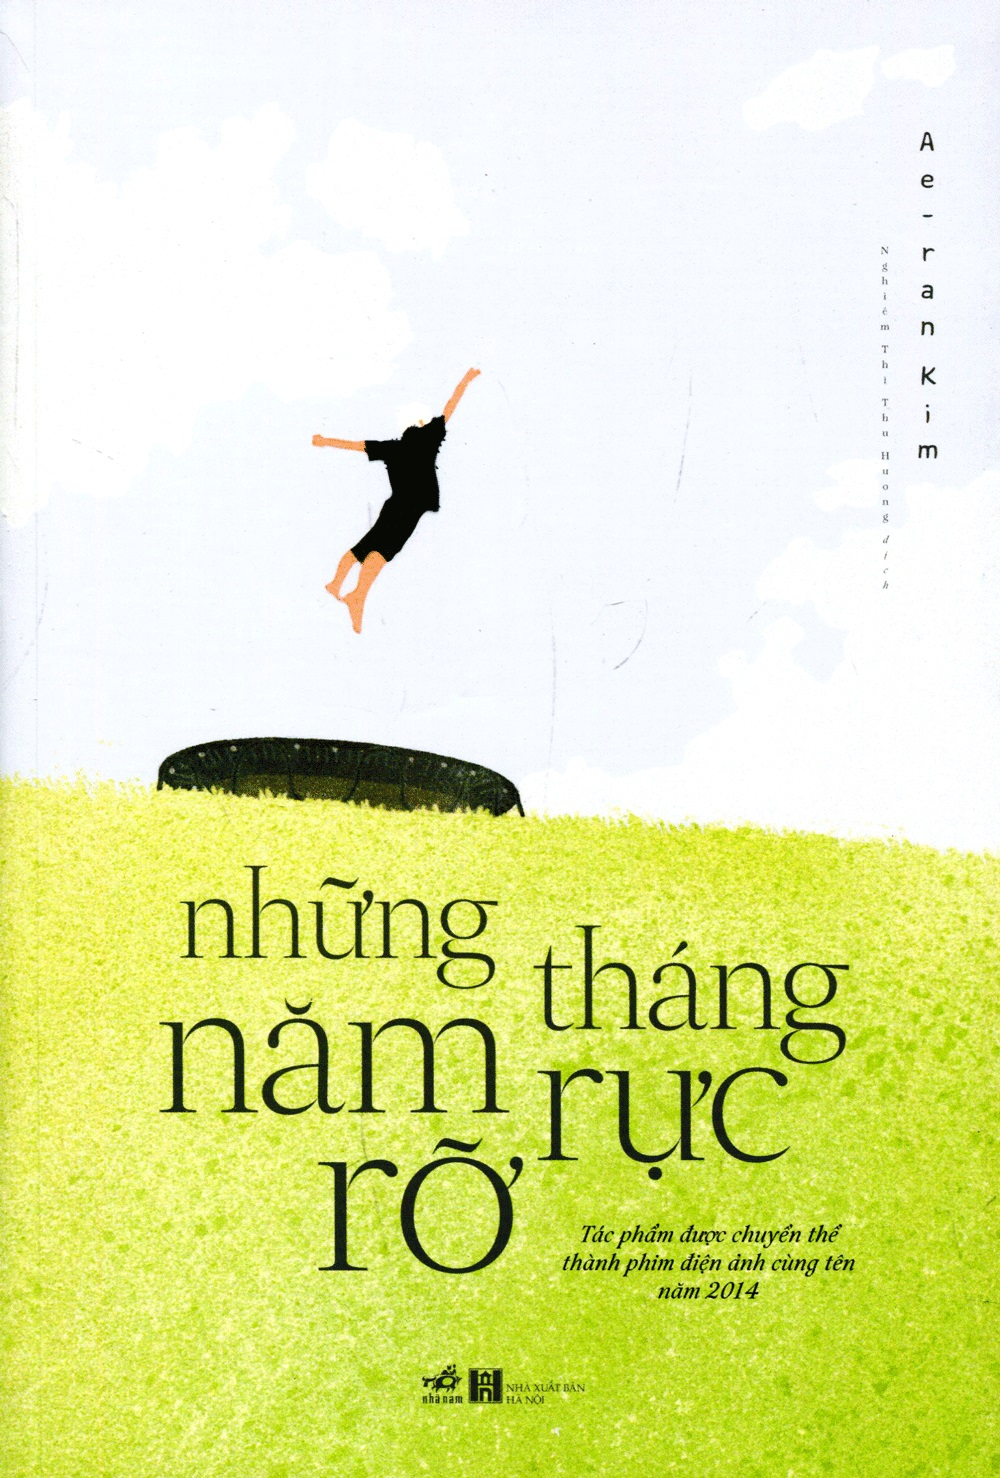 Ae-ran Kim
Nghiêm Thị Thu Hương dịch
những
năm
tháng
rực
rỡ
Tác phẩm được chuyển thể
thành phim điện ảnh cùng tên
năm 2014
nhã nam
NHÀ XUẤT BẢN
HÀ NỘI